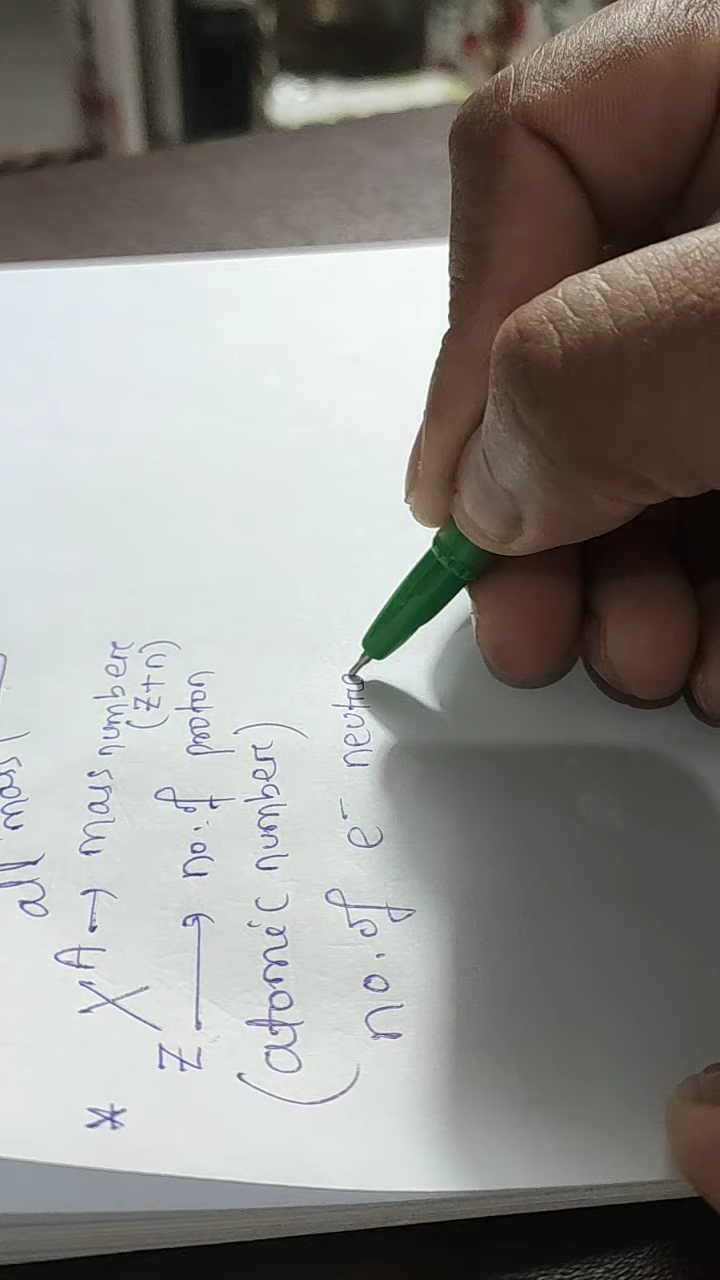 all mass
* X A → mass number
(z+n)
Z → no. of proton
(atomic number)
no. of e⁻ neutro